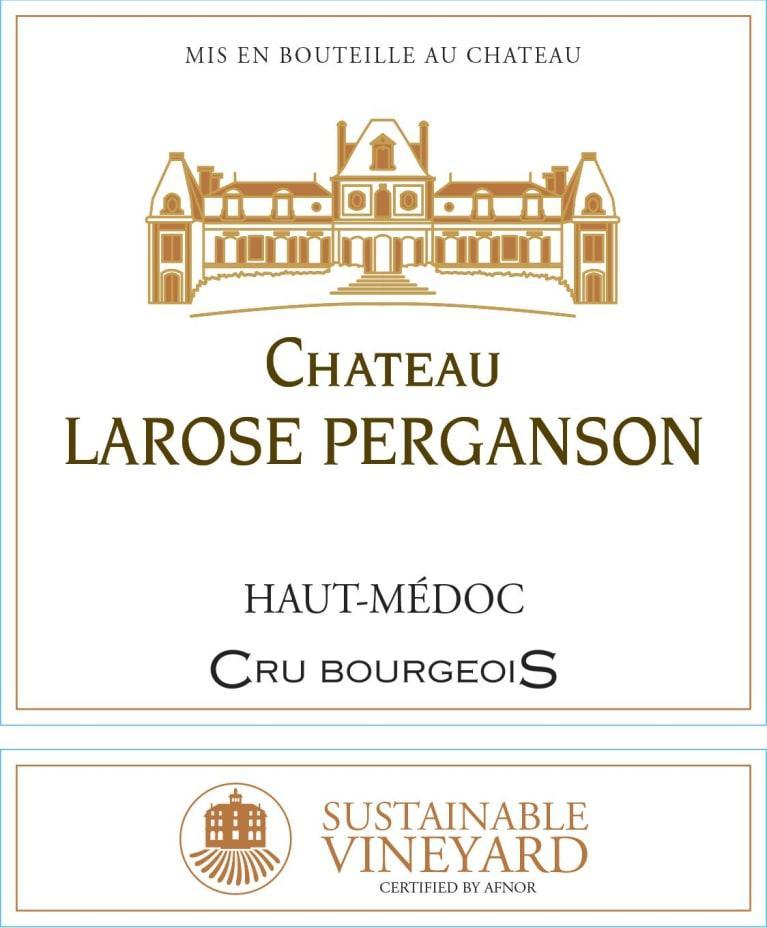 MIS EN BOUTEILLE AU CHATEAU
CHATEAU
LAROSE PERGANSON
HAUT-MÉDOC
CRU BOURGEOIS
SUSTAINABLE
VINEYARD
CERTIFIED BY AFNOR